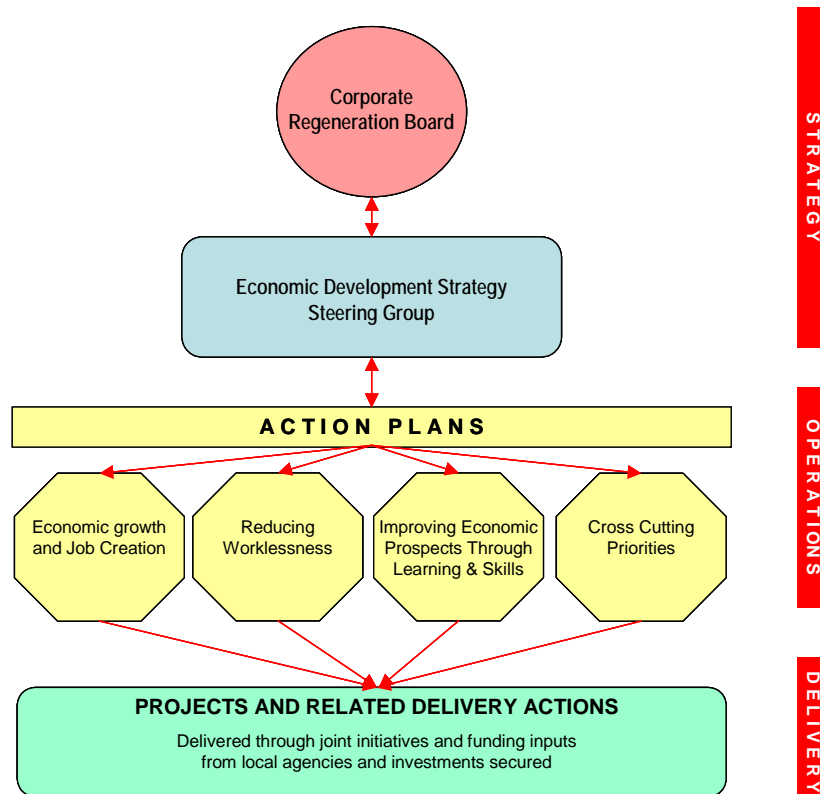 Corporate
Regeneration Board
STRATEGY
Economic Development Strategy
Steering Group
ACTION PLANS
OPERATIONS
Economic growth
and Job Creation
Reducing
Worklessness
Improving Economic
Prospects Through
Learning & Skills
Cross Cutting
Priorities
DELIVERY
PROJECTS AND RELATED DELIVERY ACTIONS
Delivered through joint initiatives and funding inputs
from local agencies and investments secured